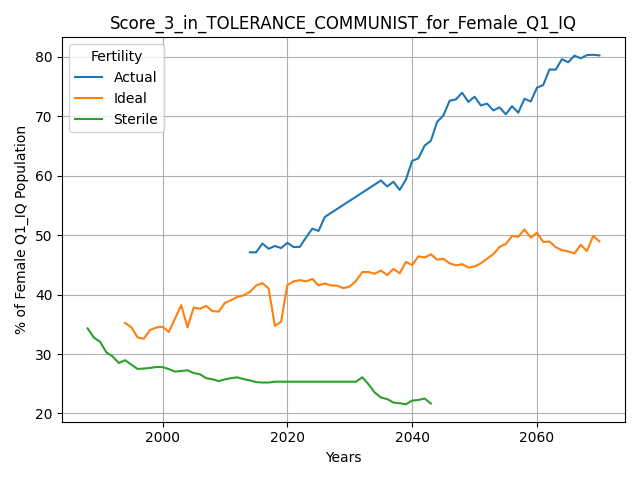 Score_3_in_TOLERANCE_COMMUNIST_for_Female_Q1_IQ
Fertility
Actual
Ideal
Sterile
% of Female Q1_IQ Population
80
70
60
50
40
30
20
2000
2020
2040
2060
Years